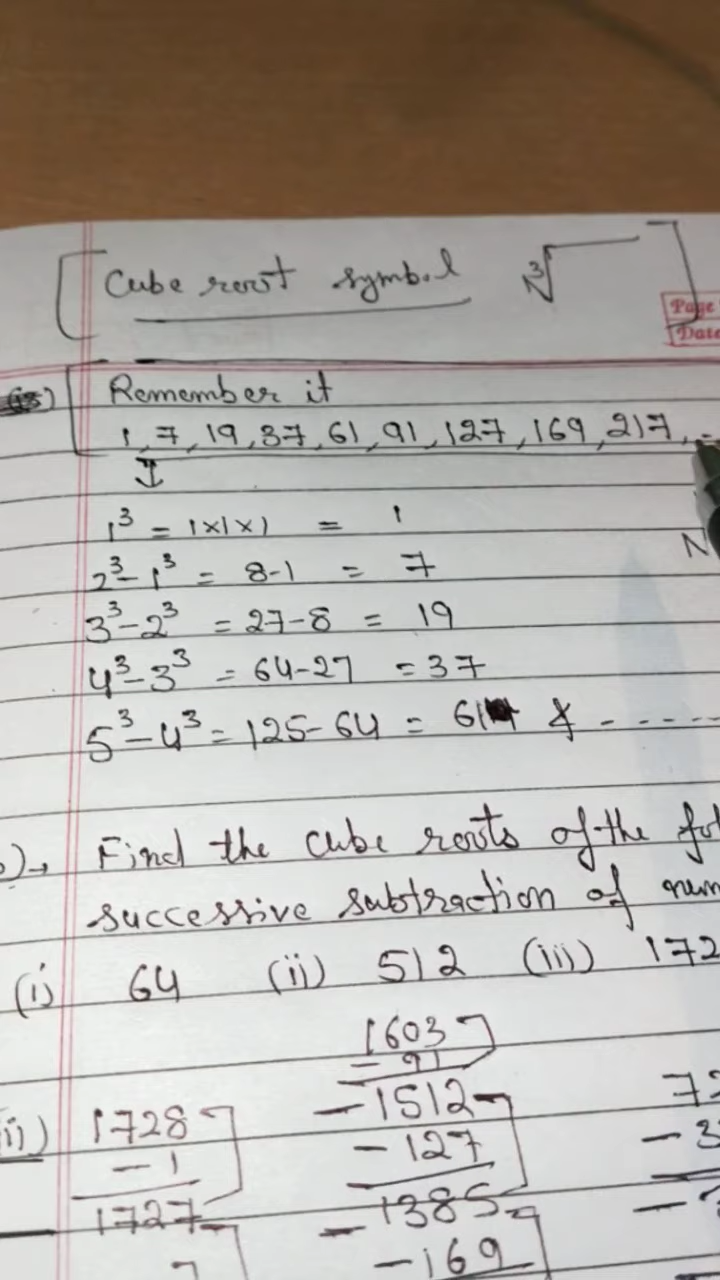 [ Cube root symbol ∛ ]
Page
Date
Remember it
1, 7, 19, 37, 61, 91, 127, 169, 217, --
1³ = 1×1×1 = 1
N
2³-1³ = 8-1 = 7
3³-2³ = 27-8 = 19
4³-3³ = 64-27 = 37
5³-4³ = 125-64 = 61 & -----
Find the cube roots of the
successive subtraction of
(i) 64 (ii) 512 (iii) 172
1603
- 91
1728 -1512
- 1 - 127
1727 -1385
7 -169